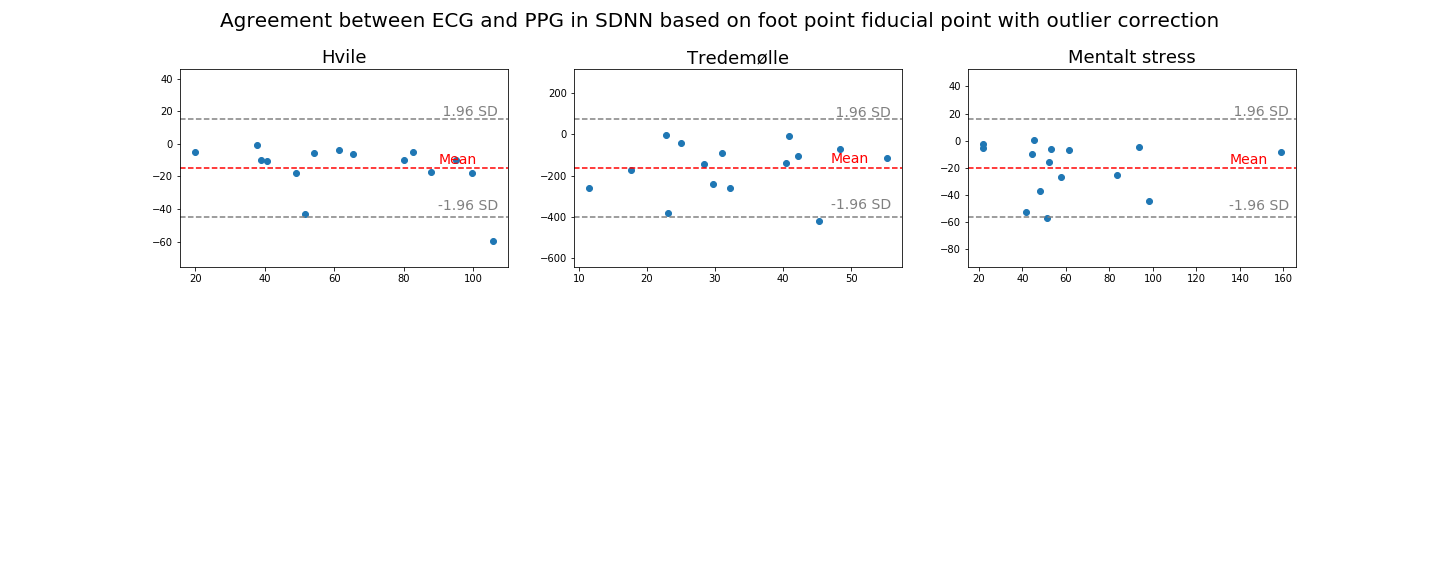 Agreement between ECG and PPG in SDNN based on foot point fiducial point with outlier correction
Hvile
40
20
0
−20
−40
−60
1.96 SD
Mean
-1.96 SD
20 40 60 80 100
Tredemølle
200
0
−200
−400
−600
1.96 SD
Mean
-1.96 SD
10 20 30 40 50
Mentalt stress
40
20
0
−20
−40
−60
−80
1.96 SD
Mean
-1.96 SD
20 40 60 80 100 120 140 160